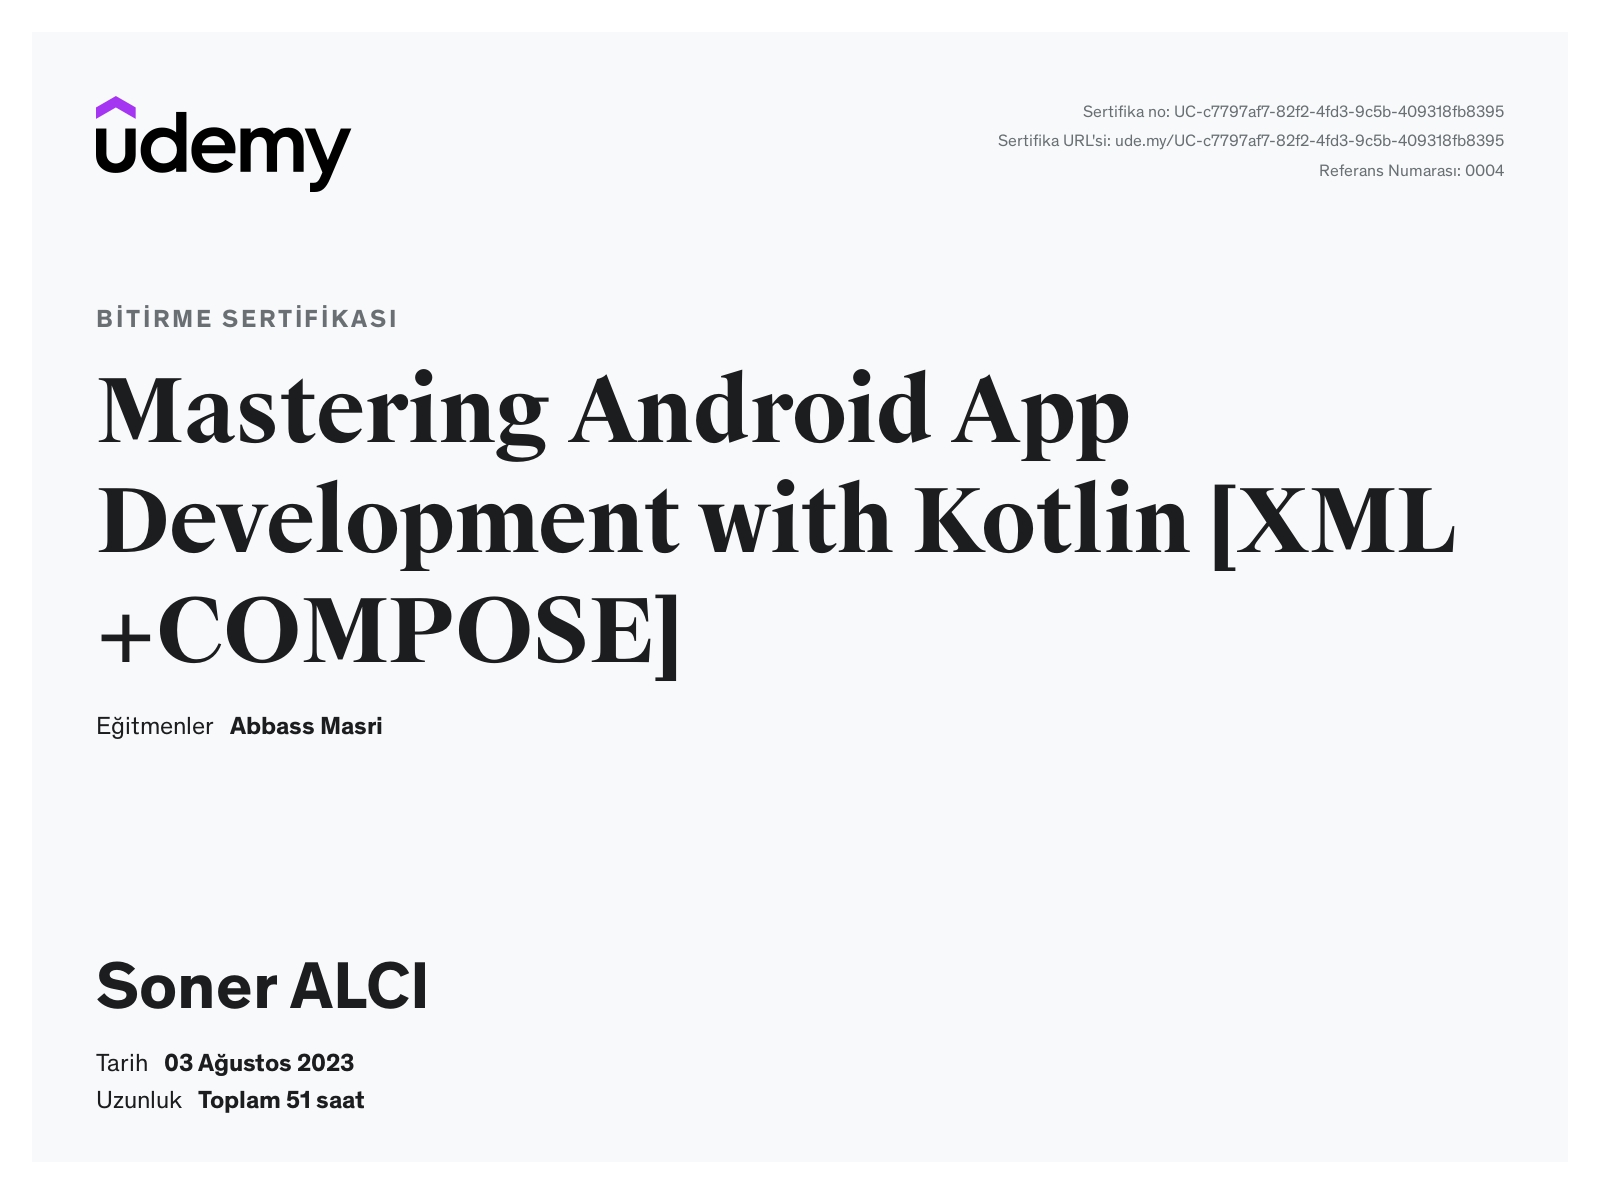 udemy
Sertifika no: UC-c7797af7-82f2-4fd3-9c5b-409318fb8395
Sertifika URL'si: ude.my/UC-c7797af7-82f2-4fd3-9c5b-409318fb8395
Referans Numarası: 0004
BİTİRME SERTİFİKASI
Mastering Android App
Development with Kotlin [XML
+COMPOSE]
Eğitmenler Abbass Masri
Soner ALCI
Tarih 03 Ağustos 2023
Uzunluk Toplam 51 saat